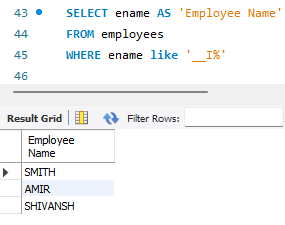 43 SELECT ename AS 'Employee Name'
44 FROM employees
45 WHERE ename like '__I%'
46
Result Grid Filter Rows:
Employee
Name
SMITH
AMIR
SHIVANSH